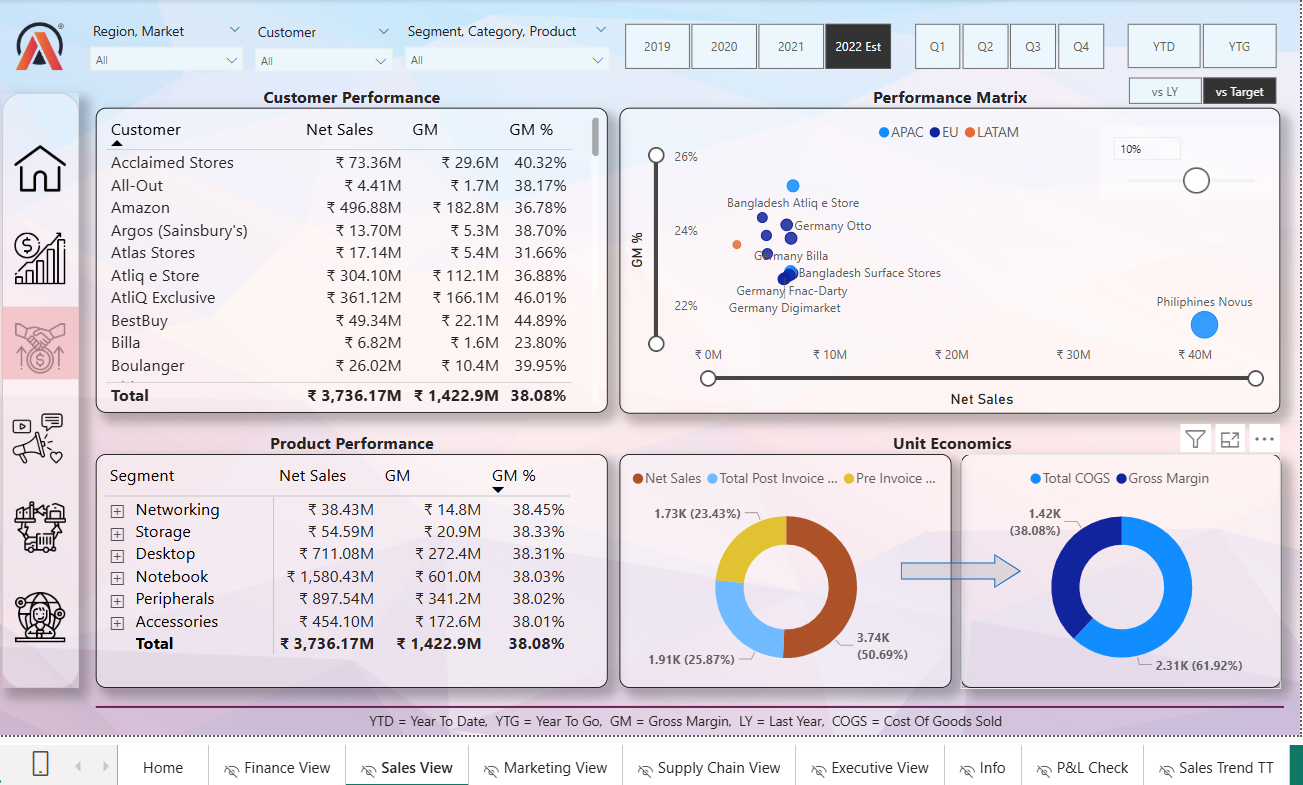 Region, Market
Customer
Segment, Category, Product
All
All
All
2019
2020
2021
2022 Est
Q1
Q2
Q3
Q4
YTD
YTG
vs LY
vs Target
Customer Performance
Customer Net Sales GM GM %
Acclaimed Stores ₹ 73.36M ₹ 29.6M 40.32%
All-Out ₹ 4.41M ₹ 1.7M 38.17%
Amazon ₹ 496.88M ₹ 182.8M 36.78%
Argos (Sainsbury's) ₹ 13.70M ₹ 5.3M 38.70%
Atlas Stores ₹ 17.14M ₹ 5.4M 31.66%
Atliq e Store ₹ 304.10M ₹ 112.1M 36.88%
AtliQ Exclusive ₹ 361.12M ₹ 166.1M 46.01%
BestBuy ₹ 49.34M ₹ 22.1M 44.89%
Billa ₹ 6.82M ₹ 1.6M 23.80%
Boulanger ₹ 26.02M ₹ 10.4M 39.95%
Total ₹ 3,736.17M ₹ 1,422.9M 38.08%
Performance Matrix
APAC EU LATAM
10%
26%
24%
22%
GM %
Bangladesh Atliq e Store
Germany Otto
Germany Billa
Bangladesh Surface Stores
Germany Fnac-Darty
Germany Digimarket
Philiphines Novus
₹ 0M ₹ 10M ₹ 20M ₹ 30M ₹ 40M
Net Sales
Product Performance
Segment Net Sales GM GM %
Networking ₹ 38.43M ₹ 14.8M 38.45%
Storage ₹ 54.59M ₹ 20.9M 38.33%
Desktop ₹ 711.08M ₹ 272.4M 38.31%
Notebook ₹ 1,580.43M ₹ 601.0M 38.03%
Peripherals ₹ 897.54M ₹ 341.2M 38.02%
Accessories ₹ 454.10M ₹ 172.6M 38.01%
Total ₹ 3,736.17M ₹ 1,422.9M 38.08%
Unit Economics
Net Sales Total Post Invoice ... Pre Invoice ...
1.73K (23.43%)
3.74K
(50.69%)
1.91K (25.87%)
Total COGS Gross Margin
1.42K
(38.08%)
2.31K (61.92%)
YTD = Year To Date, YTG = Year To Go, GM = Gross Margin, LY = Last Year, COGS = Cost Of Goods Sold
Home
Finance View
Sales View
Marketing View
Supply Chain View
Executive View
Info
P&L Check
Sales Trend TT